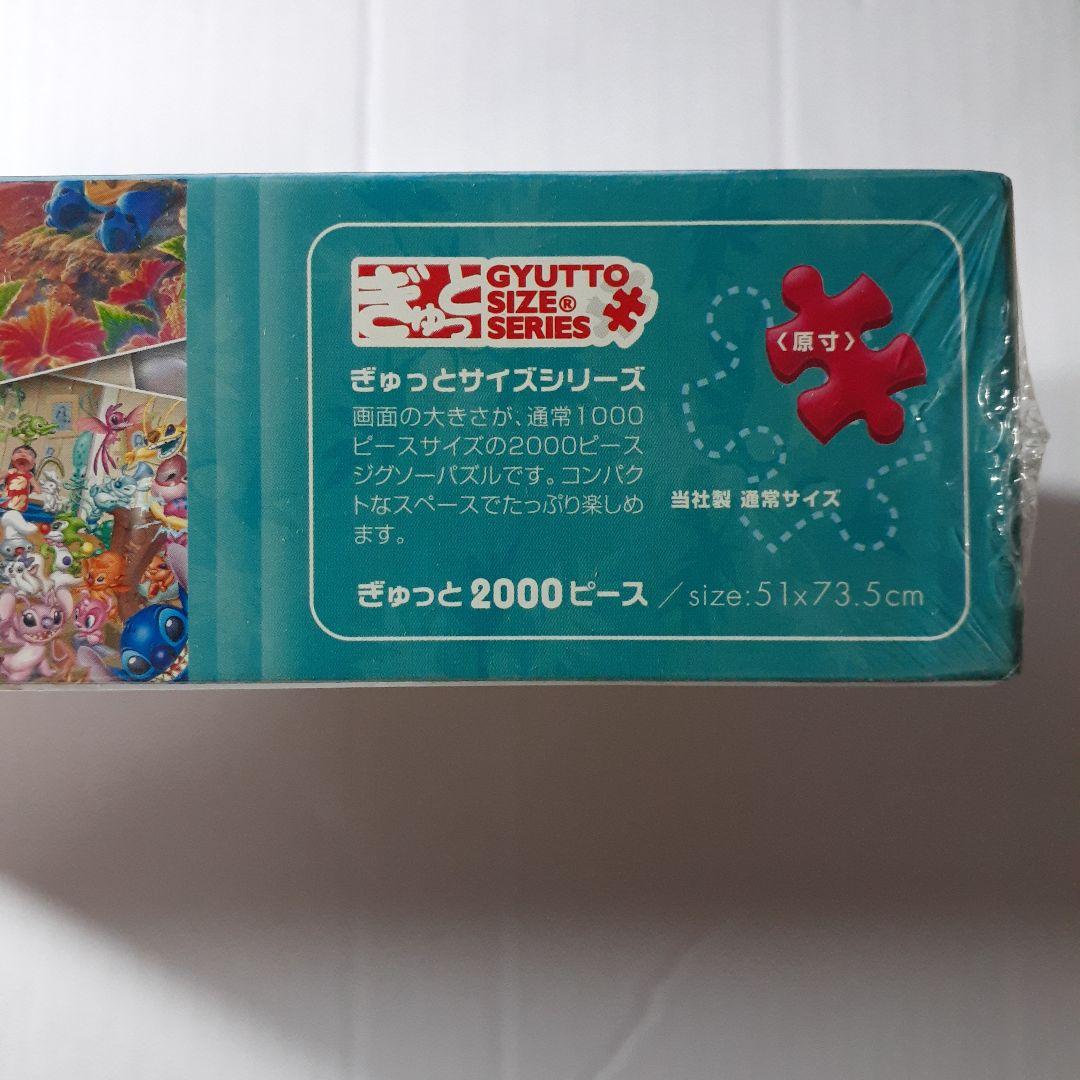 ぎゅっと
GYUTTO
SIZE®
SERIES
ぎゅっとサイズシリーズ
画面の大きさが、通常1000
ピースサイズの2000ピース
ジグソーパズルです。コンパク
トなスペースでたっぷり楽しめ
ます。
〈原寸〉
当社製 通常サイズ
ぎゅっと2000ピース／size:51x73.5cm